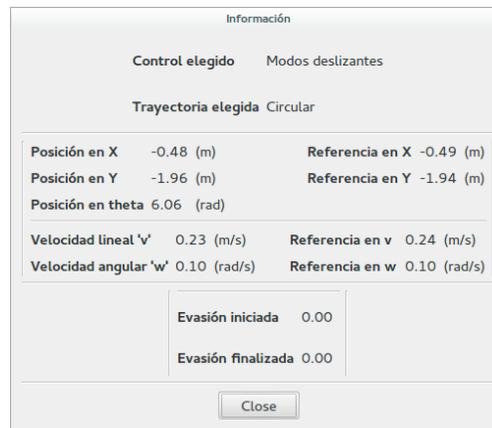 Información
Control elegido Modos deslizantes
Trayectoria elegida Circular
Posición en X -0.48 (m) Referencia en X -0.49 (m)
Posición en Y -1.96 (m) Referencia en Y -1.94 (m)
Posición en theta 6.06 (rad)
Velocidad lineal 'v' 0.23 (m/s) Referencia en v 0.24 (m/s)
Velocidad angular 'w' 0.10 (rad/s) Referencia en w 0.10 (rad/s)
Evasión iniciada 0.00
Evasión finalizada 0.00
Close